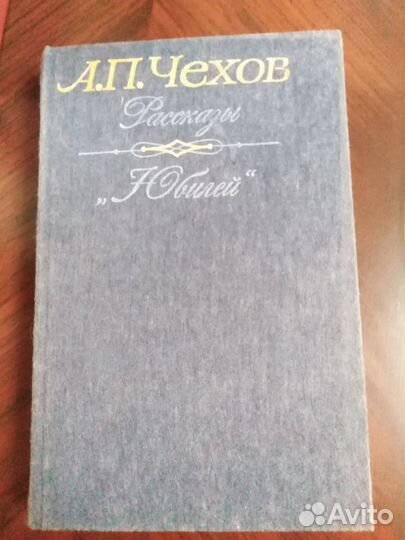 А.П. Чехов
Рассказы
„Юбилей“
Avito